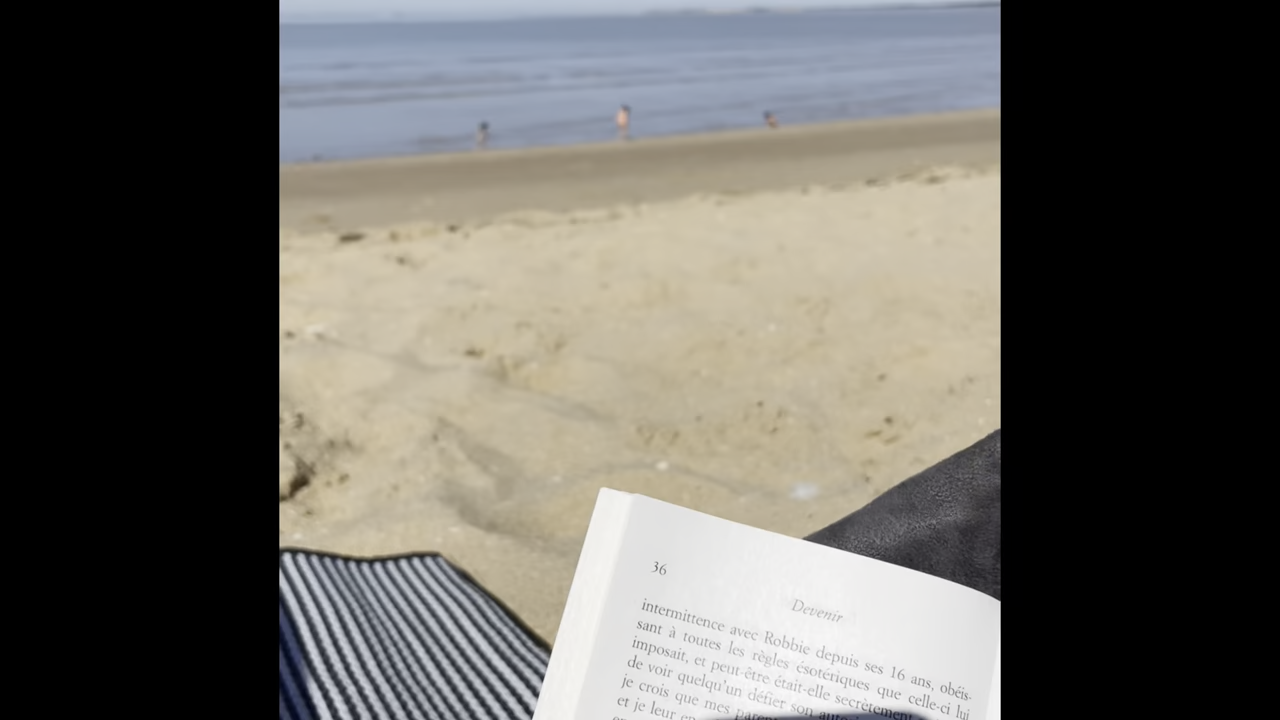 36
Devenir
intermittence avec Robbie depuis ses 16 ans, obéis-
sant à toutes les règles ésotériques que celle-ci lui
imposait, et peut-être était-elle secrètement
de voir quelqu'un défier son
je crois que mes
et je leur